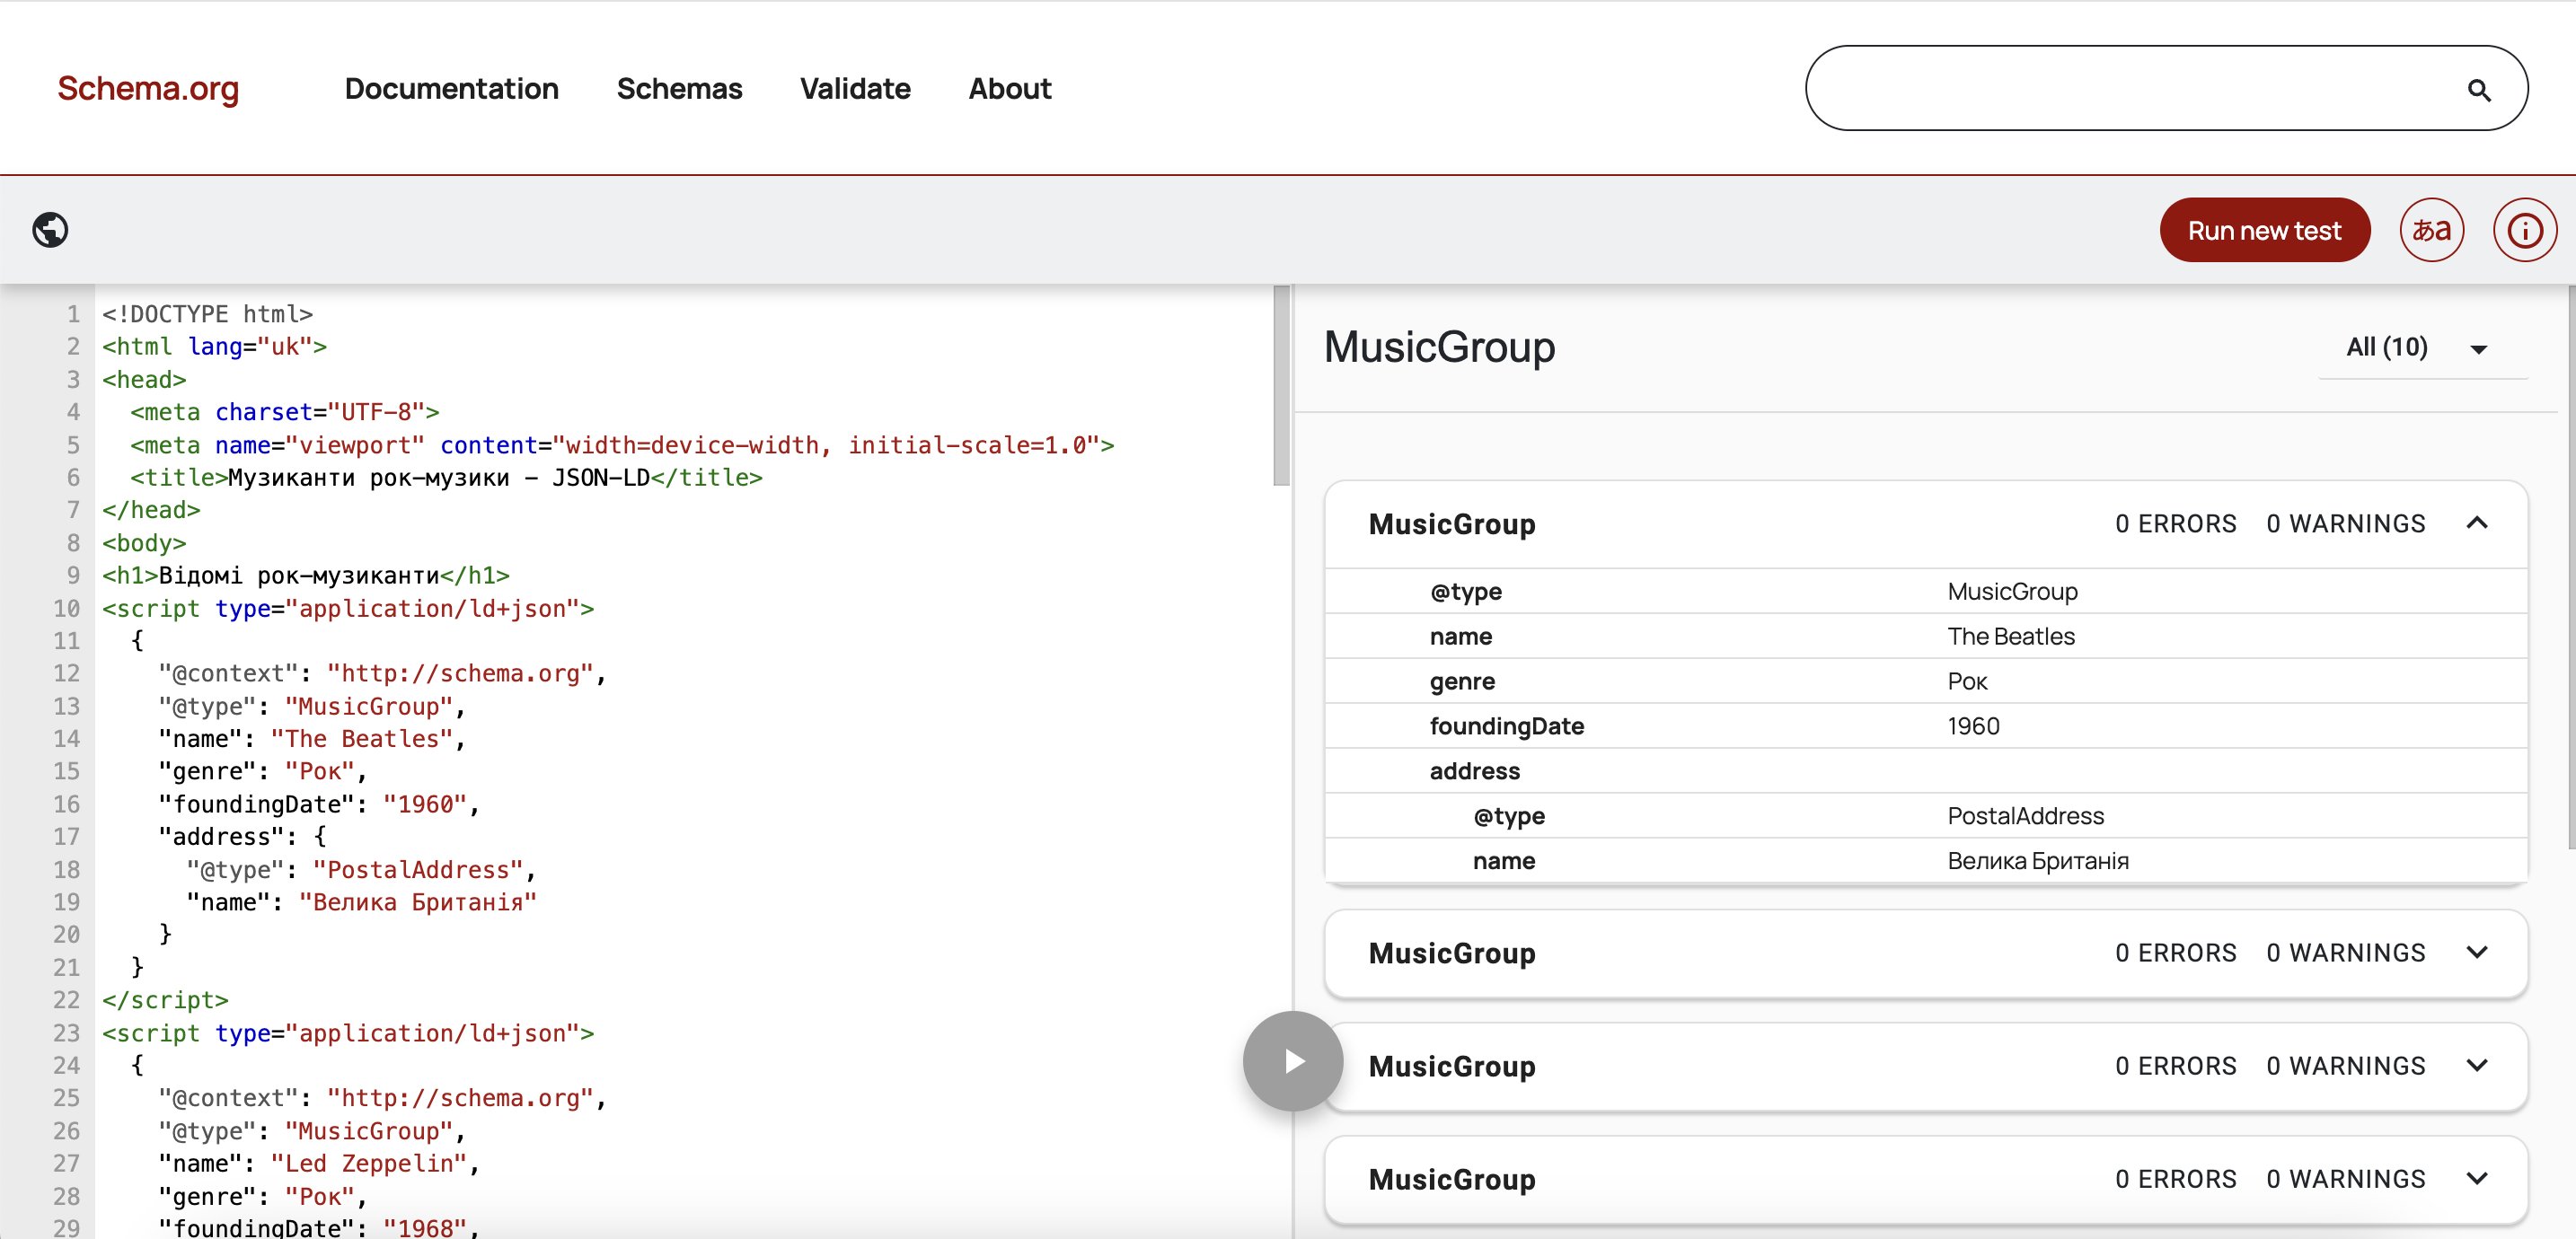 Schema.org Documentation Schemas Validate About
Run new test あa
1 <!DOCTYPE html>
2 <html lang="uk">
3 <head>
4 <meta charset="UTF-8">
5 <meta name="viewport" content="width=device-width, initial-scale=1.0">
6 <title>Музиканти рок-музики - JSON-LD</title>
7 </head>
8 <body>
9 <h1>Відомі рок-музиканти</h1>
10 <script type="application/ld+json">
11 {
12 "@context": "http://schema.org",
13 "@type": "MusicGroup",
14 "name": "The Beatles",
15 "genre": "Рок",
16 "foundingDate": "1960",
17 "address": {
18 "@type": "PostalAddress",
19 "name": "Велика Британія"
20 }
21 }
22 </script>
23 <script type="application/ld+json">
24 {
25 "@context": "http://schema.org",
26 "@type": "MusicGroup",
27 "name": "Led Zeppelin",
28 "genre": "Рок",
29 "foundingDate": "1968",
MusicGroup All (10)
MusicGroup 0 ERRORS 0 WARNINGS
@type MusicGroup
name The Beatles
genre Рок
foundingDate 1960
address
@type PostalAddress
name Велика Британія
MusicGroup 0 ERRORS 0 WARNINGS
MusicGroup 0 ERRORS 0 WARNINGS
MusicGroup 0 ERRORS 0 WARNINGS